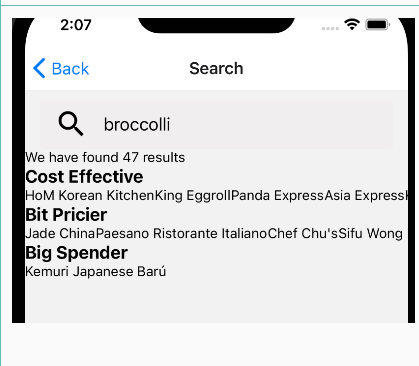 2:07
Back Search
broccolli
We have found 47 results
Cost Effective
HoM Korean KitchenKing EggrollPanda ExpressAsia Express
Bit Pricier
Jade ChinaPaesano Ristorante ItalianoChef Chu'sSifu Wong
Big Spender
Kemuri Japanese Barú